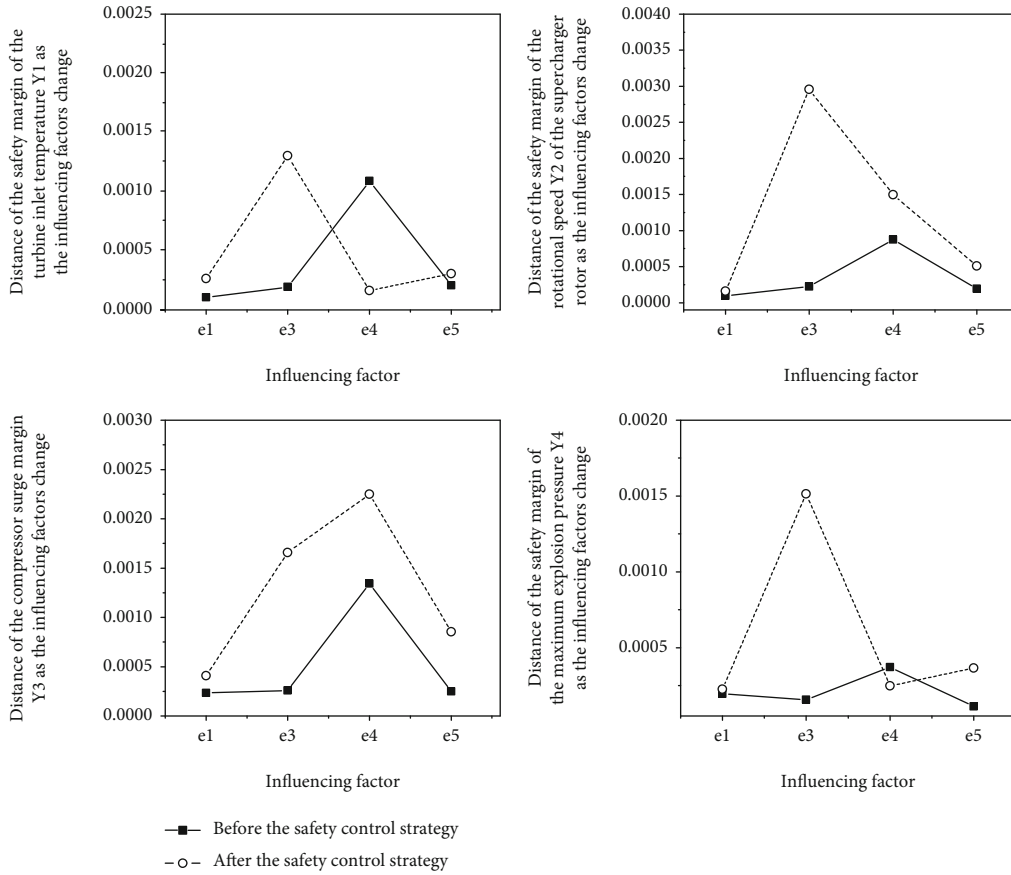 Distance of the safety margin of the
turbine inlet temperature Y1 as
the influencing factors change
0.0025
0.0020
0.0015
0.0010
0.0005
0.0000
e1 e3 e4 e5
Influencing factor
Distance of the safety margin of the
rotational speed Y2 of the supercharger
rotor as the influencing factors change
0.0040
0.0035
0.0030
0.0025
0.0020
0.0015
0.0010
0.0005
0.0000
e1 e3 e4 e5
Influencing factor
Distance of the compressor surge margin
Y3 as the influencing factors change
0.0030
0.0025
0.0020
0.0015
0.0010
0.0005
0.0000
e1 e3 e4 e5
Influencing factor
Distance of the safety margin of
the maximum explosion pressure Y4
as the influencing factors change
0.0020
0.0015
0.0010
0.0005
e1 e3 e4 e5
Influencing factor
Before the safety control strategy
After the safety control strategy